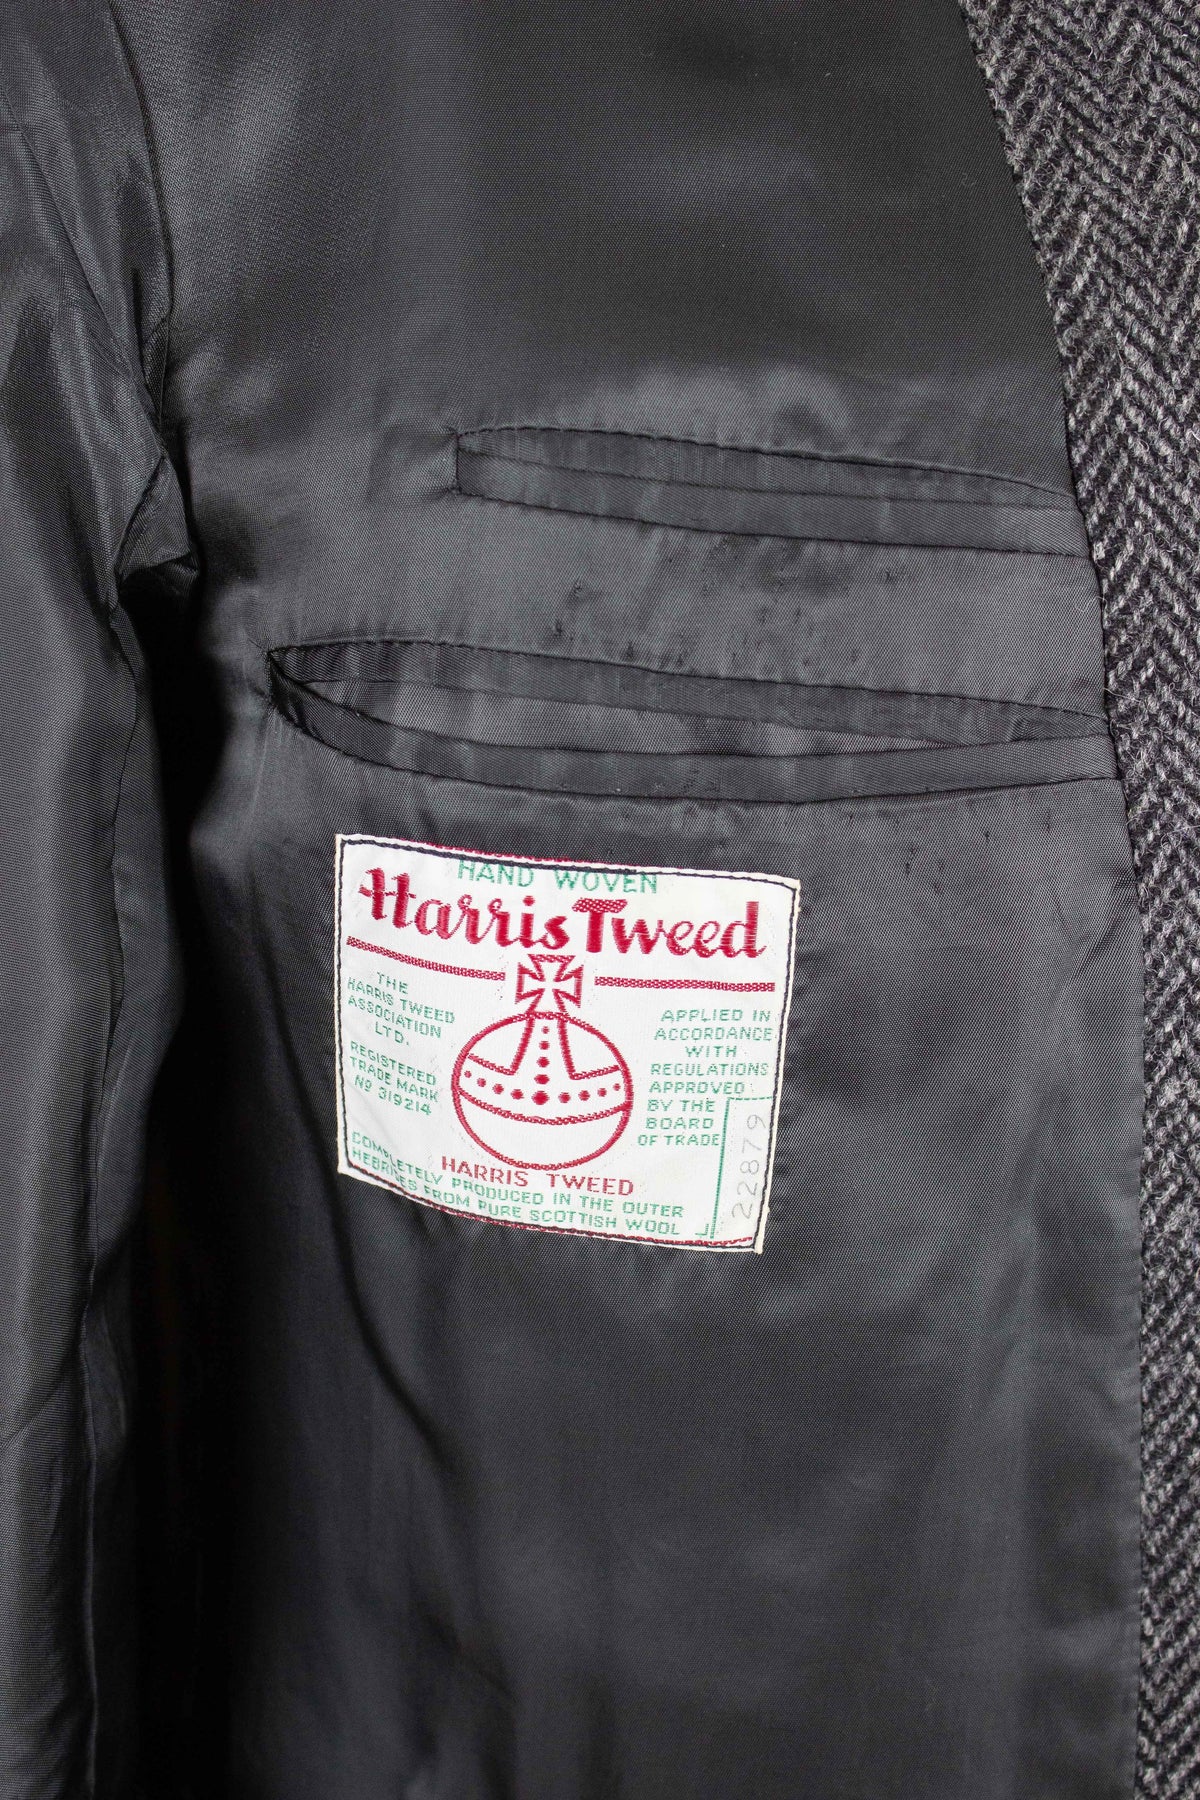 HAND WOVEN
Harris Tweed
THE
HARRIS TWEED
ASSOCIATION
LTD.
REGISTERED
TRADE MARK
No 319214
APPLIED IN
ACCORDANCE
WITH
REGULATIONS
APPROVED
BY THE
BOARD
OF TRADE
22879
HARRIS TWEED
COMPLETELY PRODUCED IN THE OUTER
HEBRIDES FROM PURE SCOTTISH WOOL